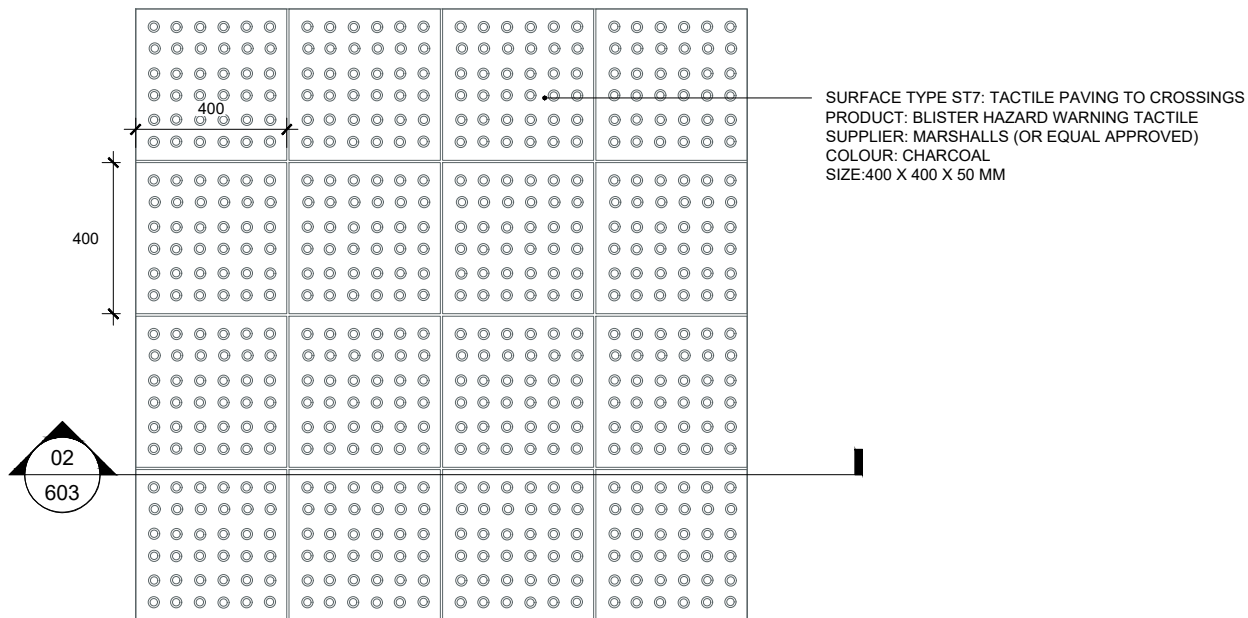 400
SURFACE TYPE ST7: TACTILE PAVING TO CROSSINGS
PRODUCT: BLISTER HAZARD WARNING TACTILE
SUPPLIER: MARSHALLS (OR EQUAL APPROVED)
COLOUR: CHARCOAL
SIZE:400 X 400 X 50 MM
400
02
603